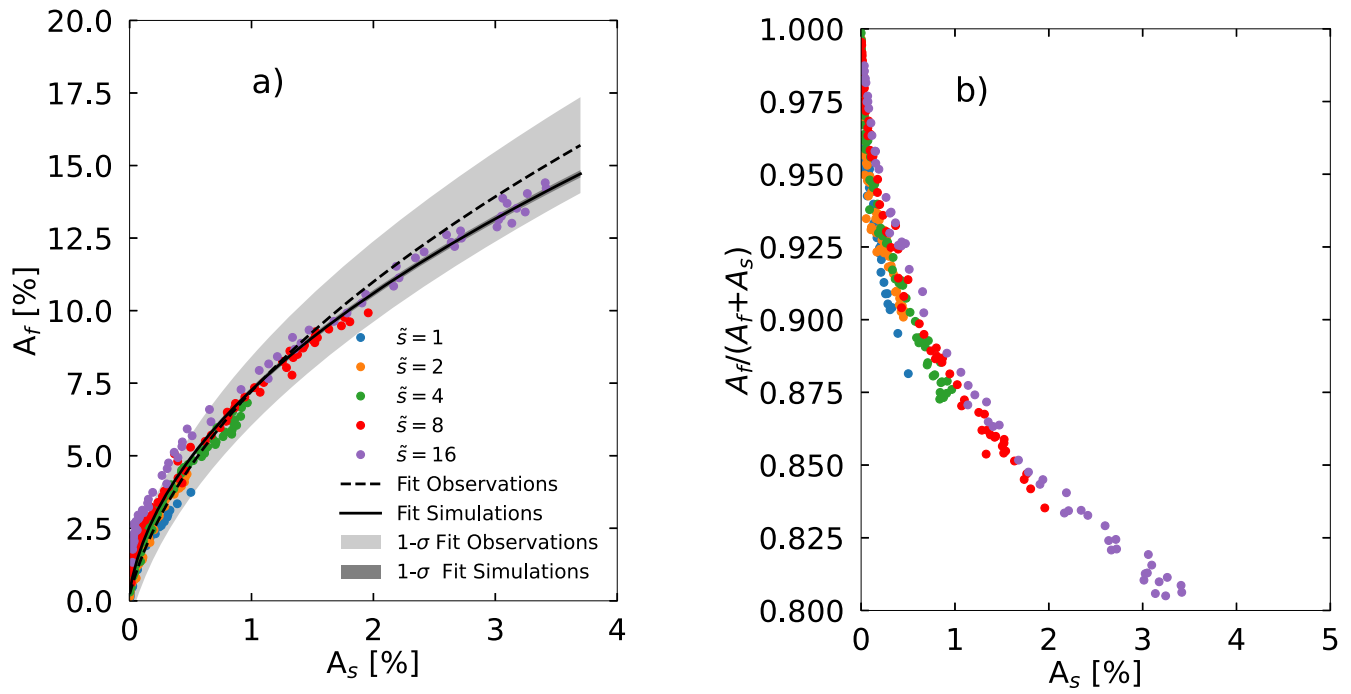 a)
A_f [%]
20.0
17.5
15.0
12.5
10.0
7.5
5.0
2.5
0.0
s̃ = 1
s̃ = 2
s̃ = 4
s̃ = 8
s̃ = 16
Fit Observations
Fit Simulations
1-σ Fit Observations
1-σ Fit Simulations
0 1 2 3 4
A_s [%]
b)
A_f/(A_f+A_s)
1.000
0.975
0.950
0.925
0.900
0.875
0.850
0.825
0.800
0 1 2 3 4 5
A_s [%]